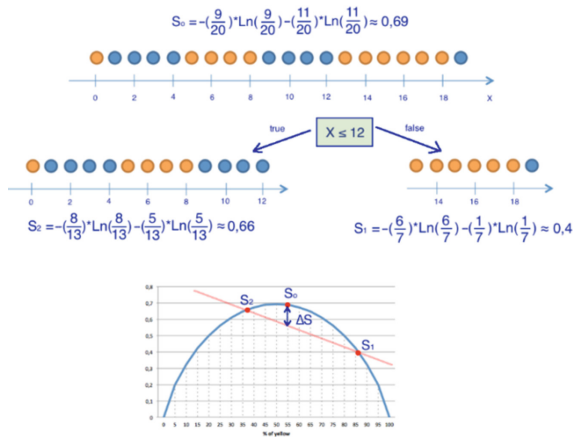 S₀ =-(9/20)*Ln(9/20)-(11/20)*Ln(11/20) ≈ 0,69
0 2 4 6 8 10 12 14 16 18 X
true
X ≤ 12
false
0 2 4 6 8 10 12
14 16 18
S₂ =-(8/13)*Ln(8/13)-(5/13)*Ln(5/13) ≈ 0,66
S₁ =-(6/7)*Ln(6/7)-(1/7)*Ln(1/7) ≈ 0,4
0,8
0,7
0,6
0,5
0,4
0,3
0,2
0,1
0
S₂
S₀
ΔS
S₁
0 5 10 15 20 25 30 35 40 45 50 55 60 65 70 75 80 85 90 95 100
% of yellow